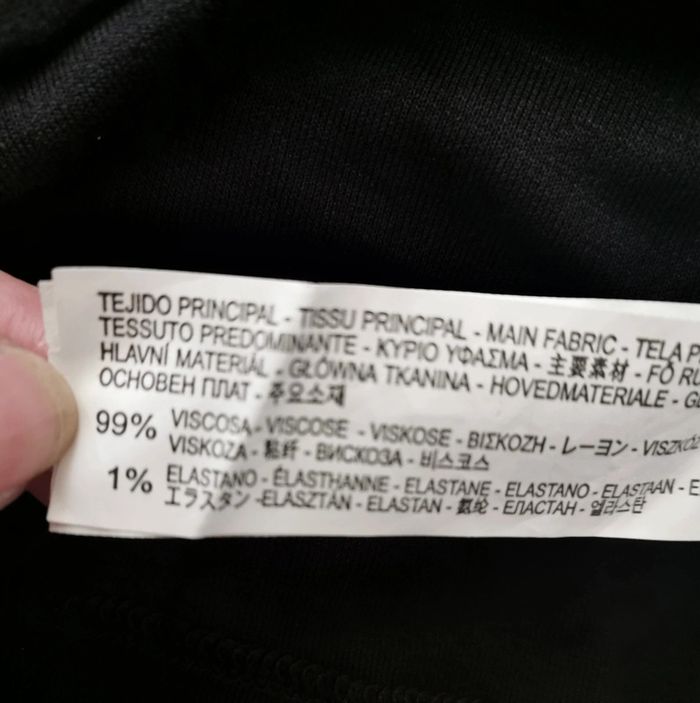 TEJIDO PRINCIPAL - TISSU PRINCIPAL - MAIN FABRIC - TELA
TESSUTO PREDOMINANTE - ΚΥΡΙΟ ΥΦΑΣΜΑ - 主要素材 - FŐ
HLAVNÍ MATERIÁL - GŁÓWNA TKANINA - HOVEDMATERIALE -
ОСНОВЕН ПЛАТ - 주요소재
99% VISCOSA - VISCOSE - VISKOSE - ΒΙΣΚΟΖΗ - レーヨン - VISZKÓZ
VISKOZA - 黏纤 - ВИСКОЗА - 비스코스
1% ELASTANO - ÉLASTHANNE - ELASTANE - ELASTANO - ELASTAAN -
エラスタン - ELASZTÁN - ELASTAN - 氨纶 - ЕЛАСТАН - 엘라스탄